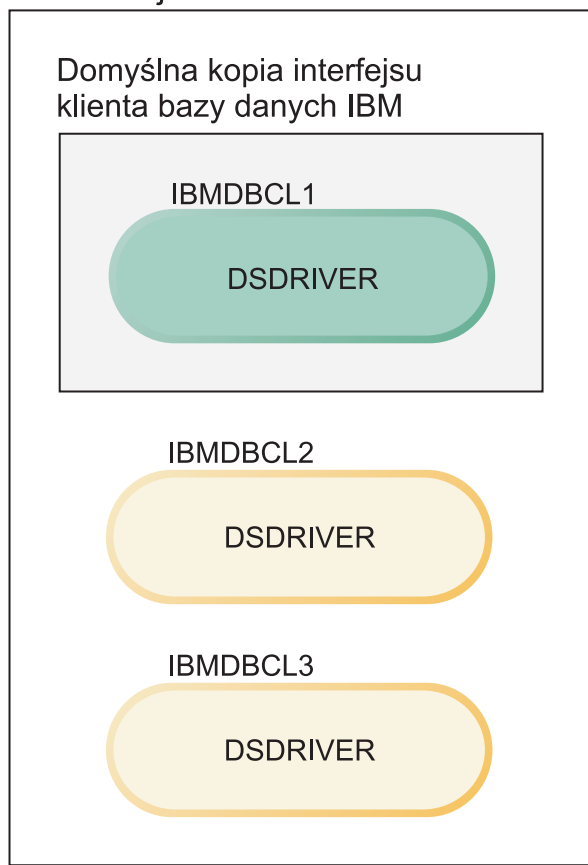 Domyślna kopia interfejsu
klienta bazy danych IBM
IBMDBCL1
DSDRIVER
IBMDBCL2
DSDRIVER
IBMDBCL3
DSDRIVER